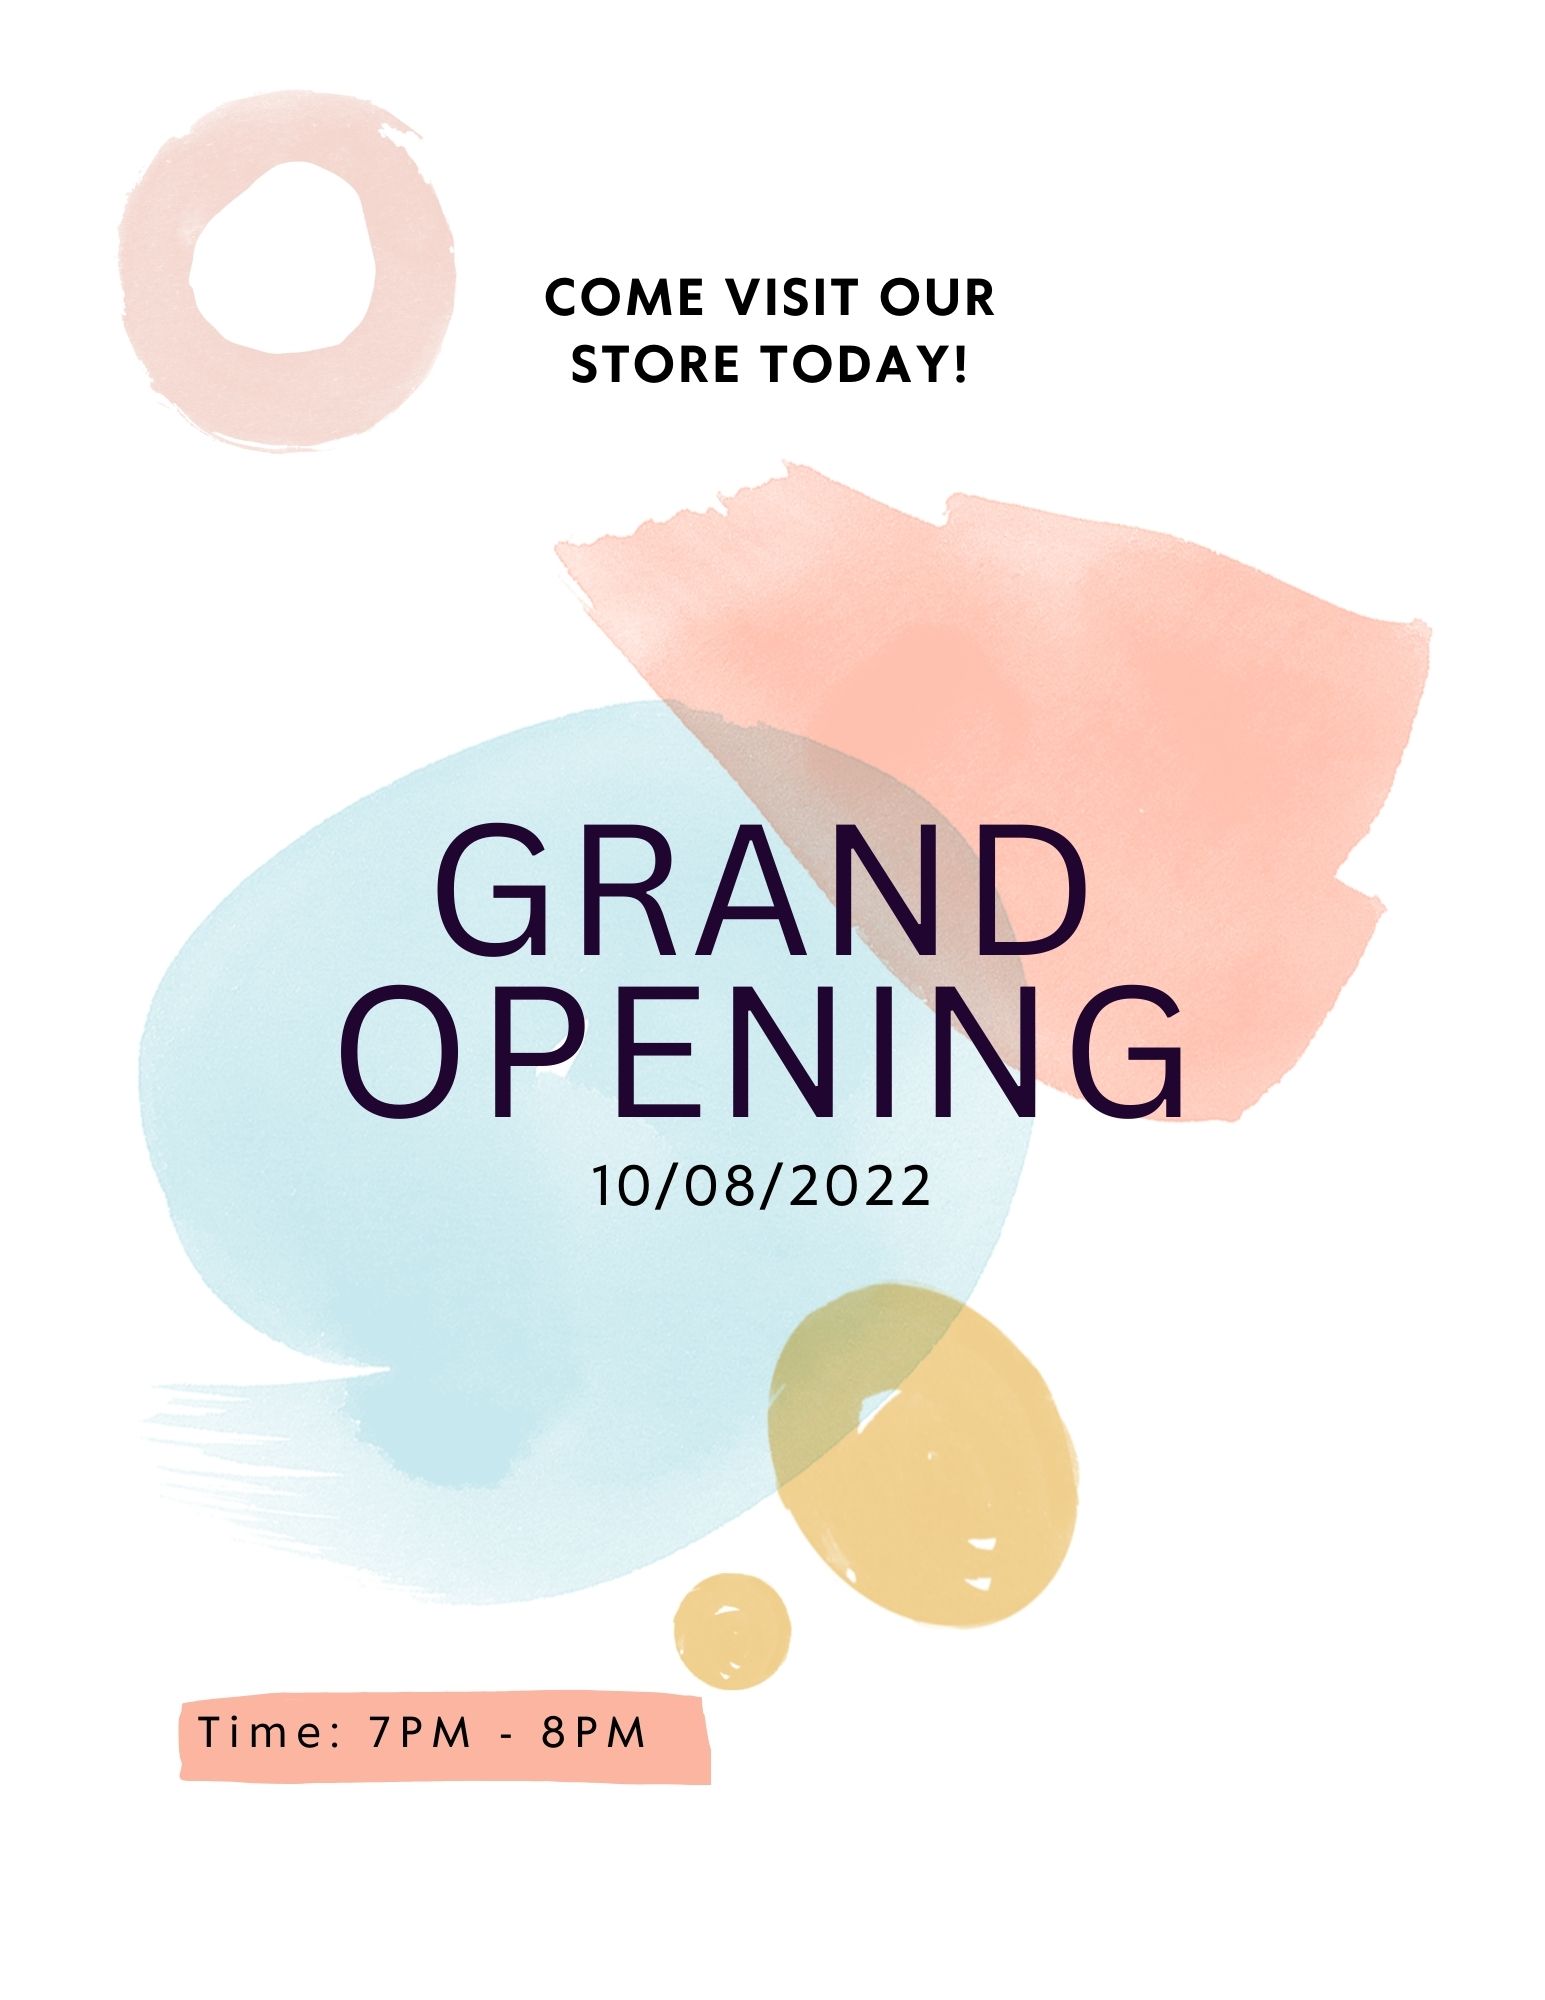 COME VISIT OUR
STORE TODAY!
GRAND
OPENING
10/08/2022
Time: 7PM - 8PM